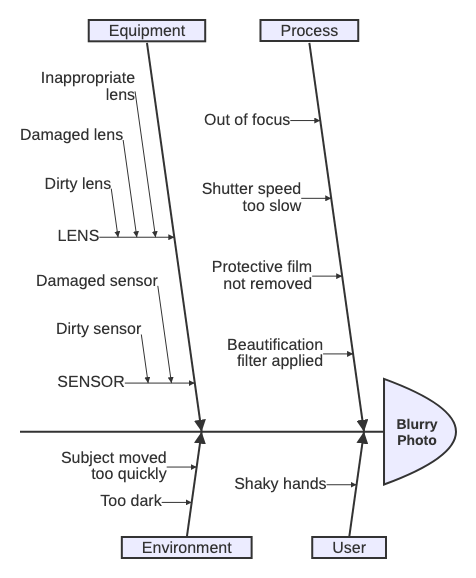 Equipment
Process
Inappropriate
lens
Damaged lens
Dirty lens
LENS
Damaged sensor
Dirty sensor
SENSOR
Out of focus
Shutter speed
too slow
Protective film
not removed
Beautification
filter applied
Blurry
Photo
Subject moved
too quickly
Too dark
Shaky hands
Environment
User